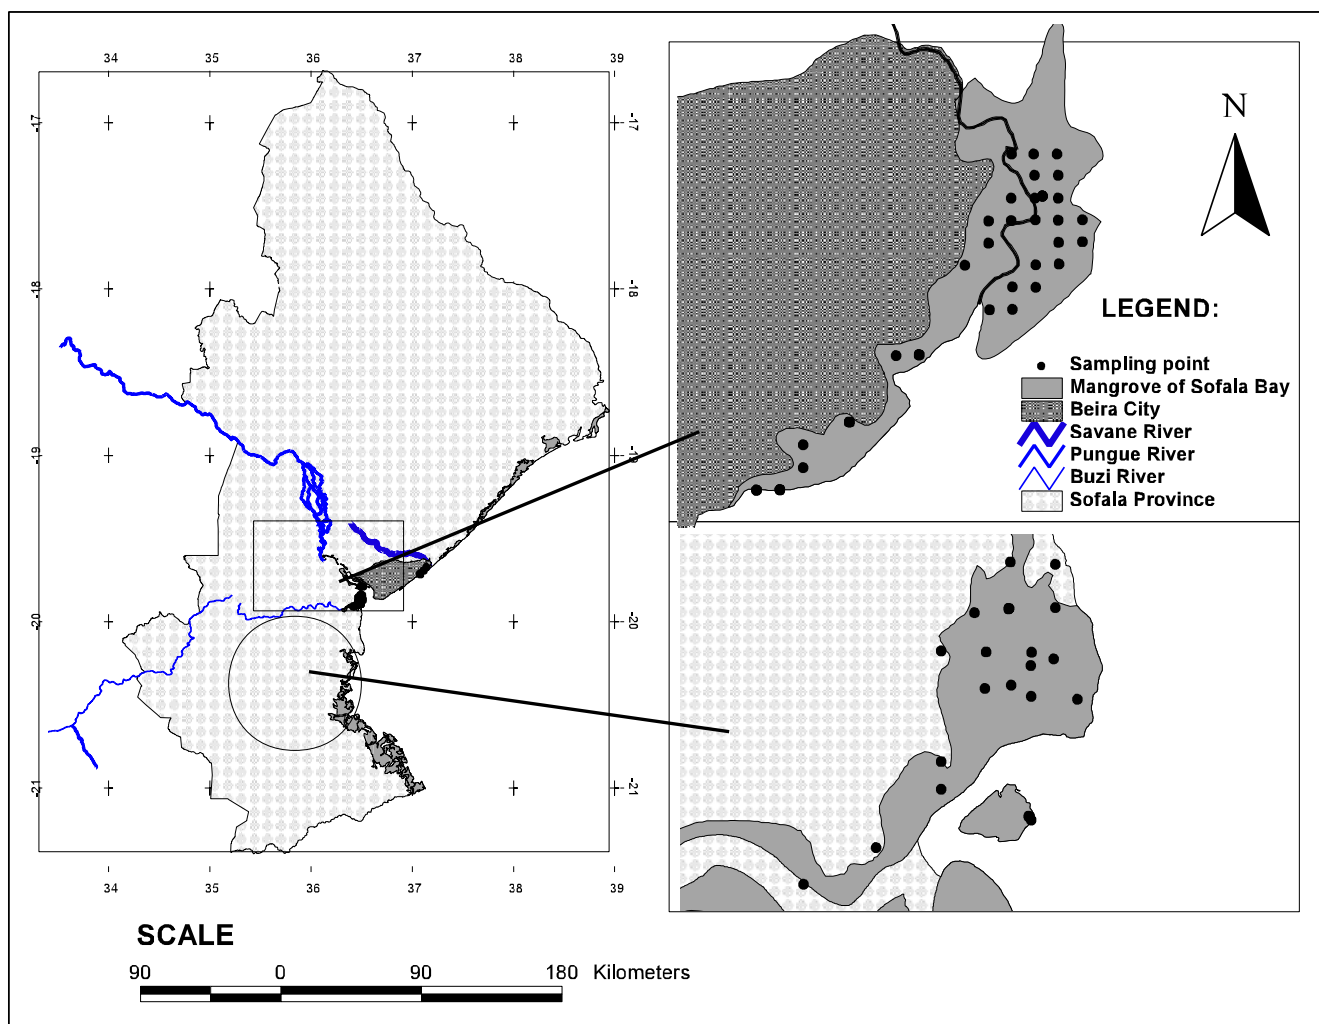 34 35 36 37 38 39
-17 -17
-18 -18
-19 -19
-20 -20
-21 -21
34 35 36 37 38 39
SCALE
90 0 90 180 Kilometers
N
LEGEND:
Sampling point
Mangrove of Sofala Bay
Beira City
Savane River
Pungue River
Buzi River
Sofala Province